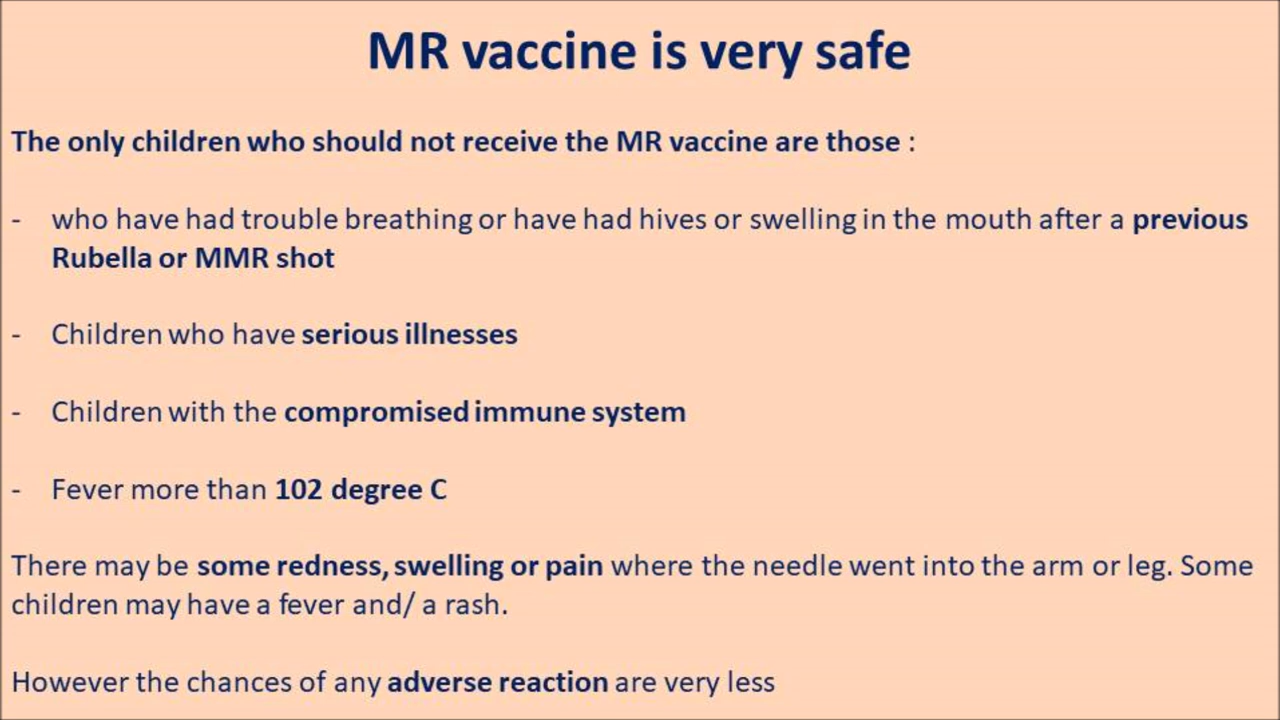 MR vaccine is very safe
The only children who should not receive the MR vaccine are those :
- who have had trouble breathing or have had hives or swelling in the mouth after a previous
Rubella or MMR shot
- Children who have serious illnesses
- Children with the compromised immune system
- Fever more than 102 degree C
There may be some redness, swelling or pain where the needle went into the arm or leg. Some
children may have a fever and/ a rash.
However the chances of any adverse reaction are very less